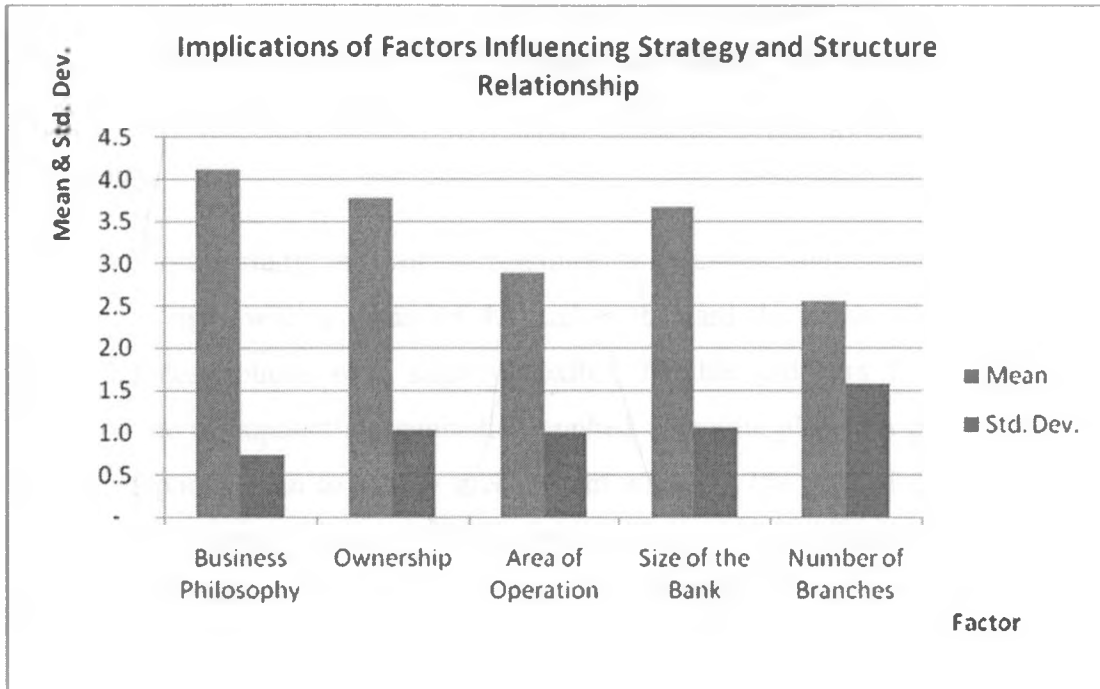 Implications of Factors Influencing Strategy and Structure
Relationship
Mean & Std. Dev.
4.5
4.0
3.5
3.0
2.5
2.0
1.5
1.0
0.5
-
Business
Philosophy
Ownership
Area of
Operation
Size of the
Bank
Number of
Branches
Factor
Mean
Std. Dev.